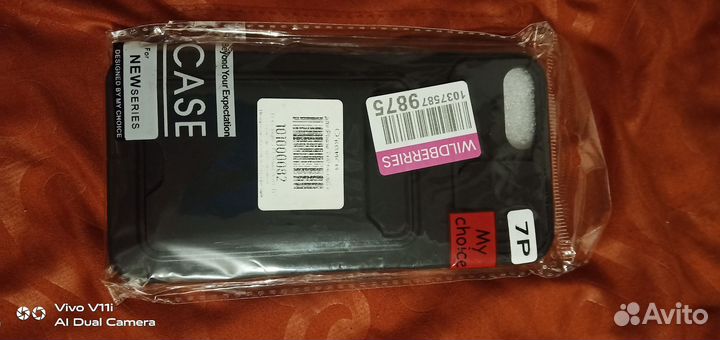 For
NEW SERIES
DESIGNED BY MY CHOICE
CASE
Beyond Your Expectation
101000082
1037587
9875
WILDBERRIES
My
choice
7P
Vivo V11i
AI Dual Camera
Avito